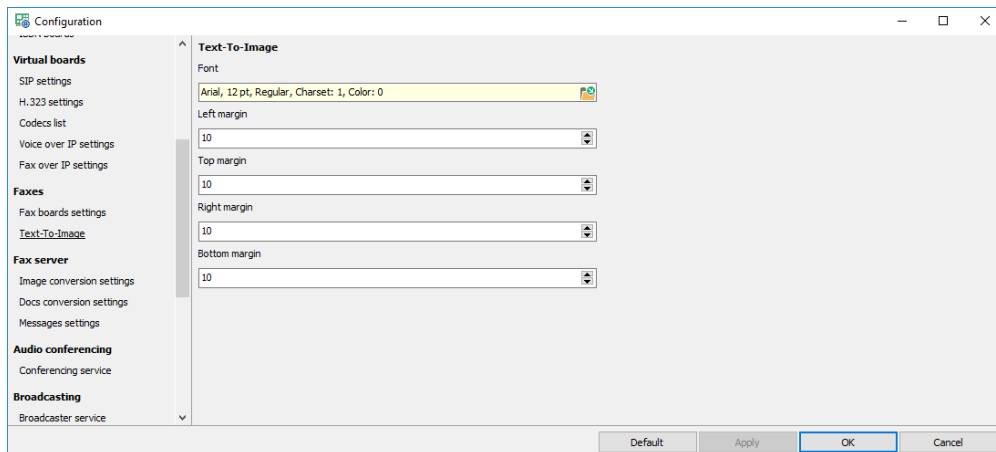 Configuration
ISDN boards
Virtual boards
SIP settings
H.323 settings
Codecs list
Voice over IP settings
Fax over IP settings
Faxes
Fax boards settings
Text-To-Image
Fax server
Image conversion settings
Docs conversion settings
Messages settings
Audio conferencing
Conferencing service
Broadcasting
Broadcaster service
Text-To-Image
Font
Arial, 12 pt, Regular, Charset: 1, Color: 0
Left margin
10
Top margin
10
Right margin
10
Bottom margin
10
Default Apply OK Cancel